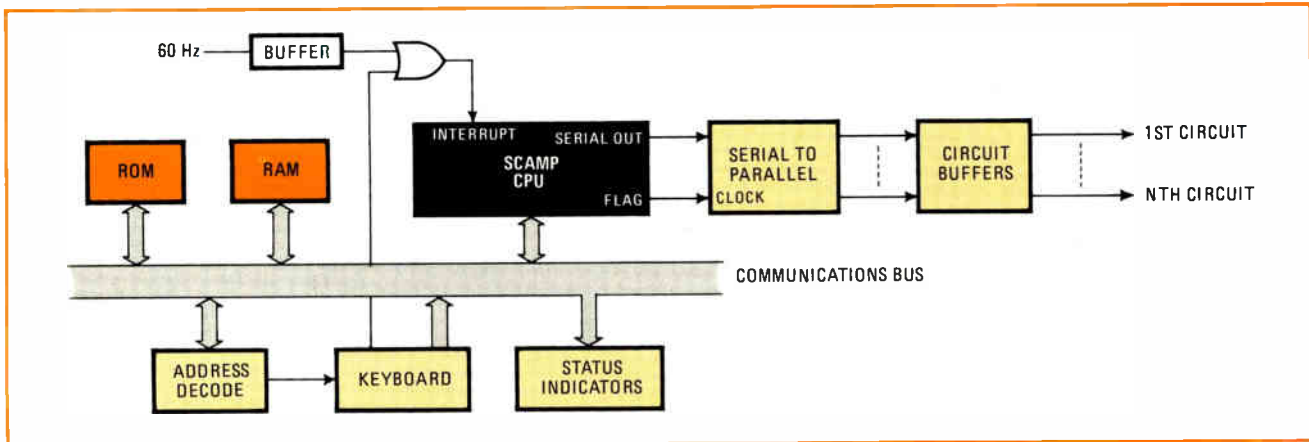 60 Hz
BUFFER
INTERRUPT
SERIAL OUT
SCAMP
CPU
FLAG
ROM
RAM
SERIAL TO
PARALLEL
CLOCK
CIRCUIT
BUFFERS
1ST CIRCUIT
NTH CIRCUIT
COMMUNICATIONS BUS
ADDRESS
DECODE
KEYBOARD
STATUS
INDICATORS